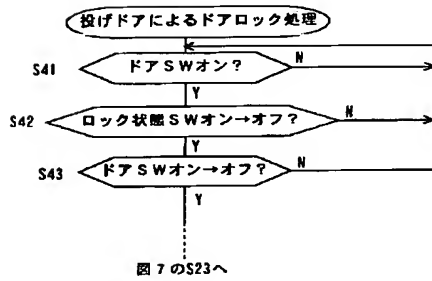 投げドアによるドアロック処理
S41 ドアSWオン? N
Y
S42 ロック状態SWオン→オフ? N
Y
S43 ドアSWオン→オフ? N
Y
図7のS23へ